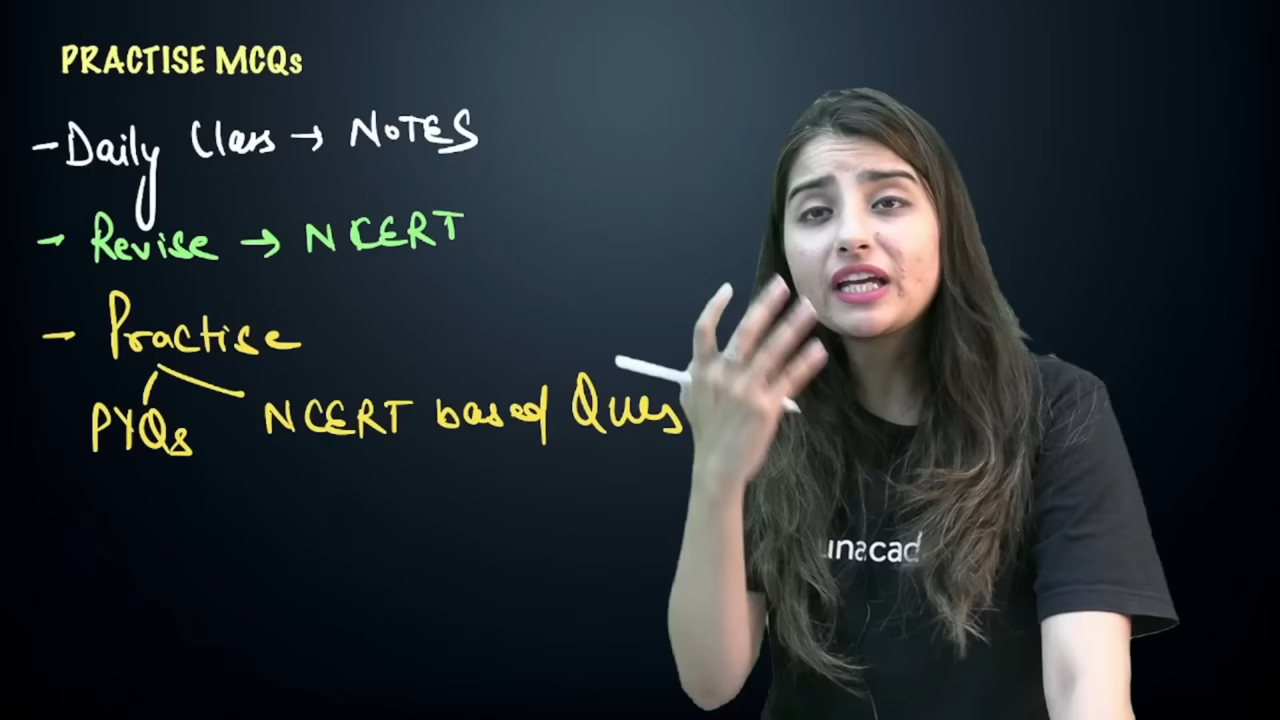 PRACTISE MCQs
- Daily Class → NOTES
- Revise → NCERT
- Practise
PYQs NCERT based Ques
unacad